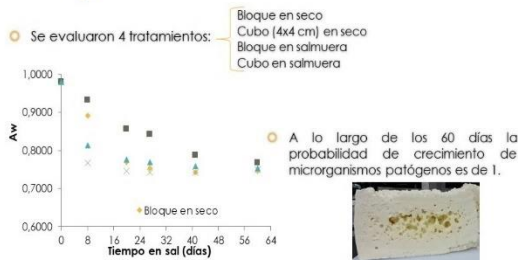 Se evaluaron 4 tratamientos:
Bloque en seco
Cubo (4x4 cm) en seco
Bloque en salmuera
Cubo en salmuera
Aw
1,0000
0,9000
0,8000
0,7000
0,6000
Bloque en seco
0 8 16 24 32 40 48 56 64
Tiempo en sal (días)
A lo largo de los 60 días la
probabilidad de crecimiento de
microrganismos patógenos es de 1.